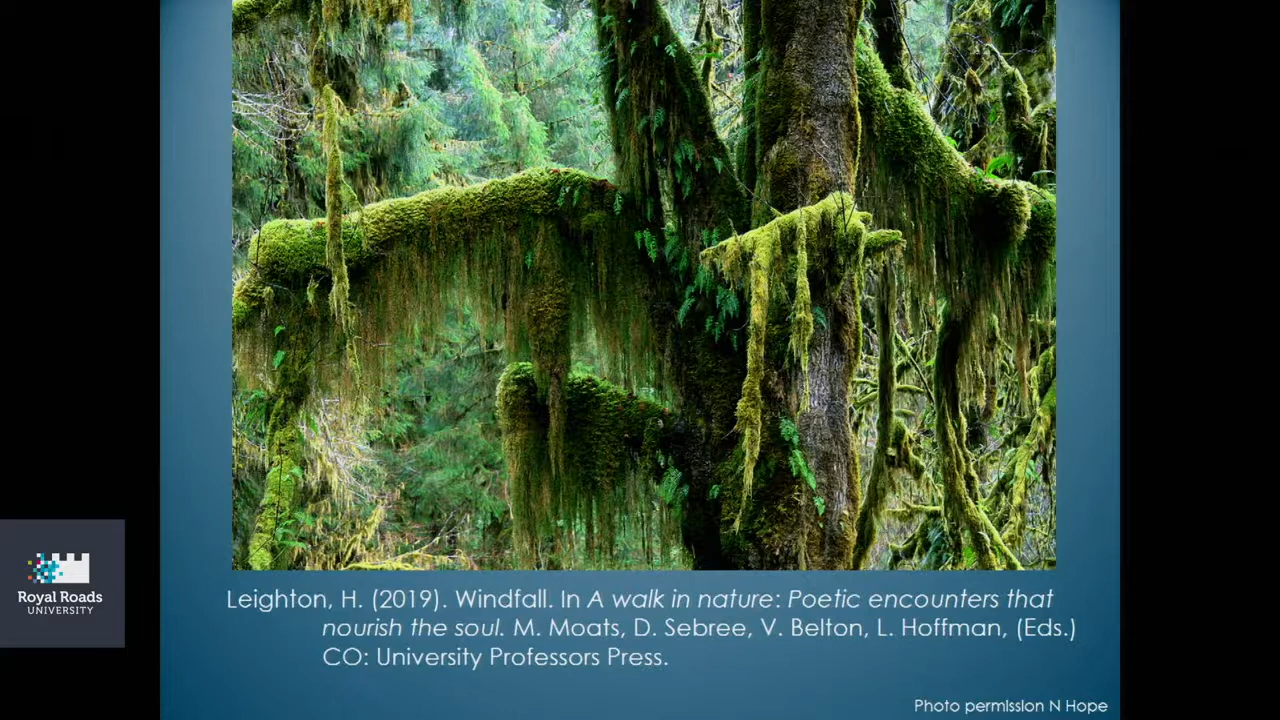 Royal Roads
UNIVERSITY
Leighton, H. (2019). Windfall. In A walk in nature: Poetic encounters that
nourish the soul. M. Moats, D. Sebree, V. Belton, L. Hoffman, (Eds.)
CO: University Professors Press.
Photo permission N Hope